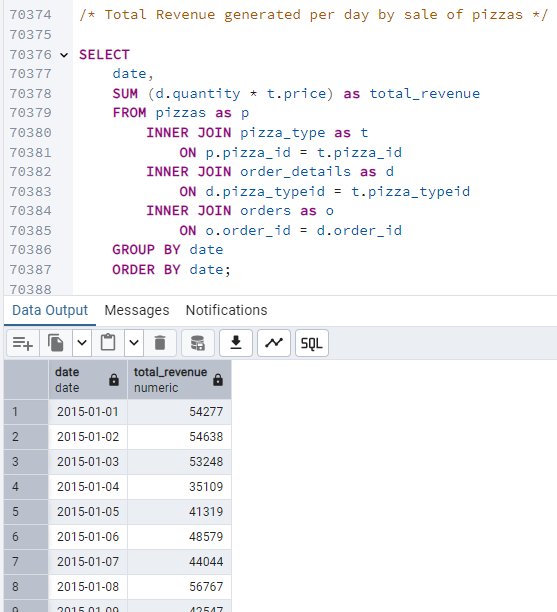 70374 /* Total Revenue generated per day by sale of pizzas */
70375
70376 SELECT
70377 date,
70378 SUM (d.quantity * t.price) as total_revenue
70379 FROM pizzas as p
70380 INNER JOIN pizza_type as t
70381 ON p.pizza_id = t.pizza_id
70382 INNER JOIN order_details as d
70383 ON d.pizza_typeid = t.pizza_typeid
70384 INNER JOIN orders as o
70385 ON o.order_id = d.order_id
70386 GROUP BY date
70387 ORDER BY date;
70388
Data Output Messages Notifications
SQL
date total_revenue
date numeric
1 2015-01-01 54277
2 2015-01-02 54638
3 2015-01-03 53248
4 2015-01-04 35109
5 2015-01-05 41319
6 2015-01-06 48579
7 2015-01-07 44044
8 2015-01-08 56767
9 2015-01-09 42547